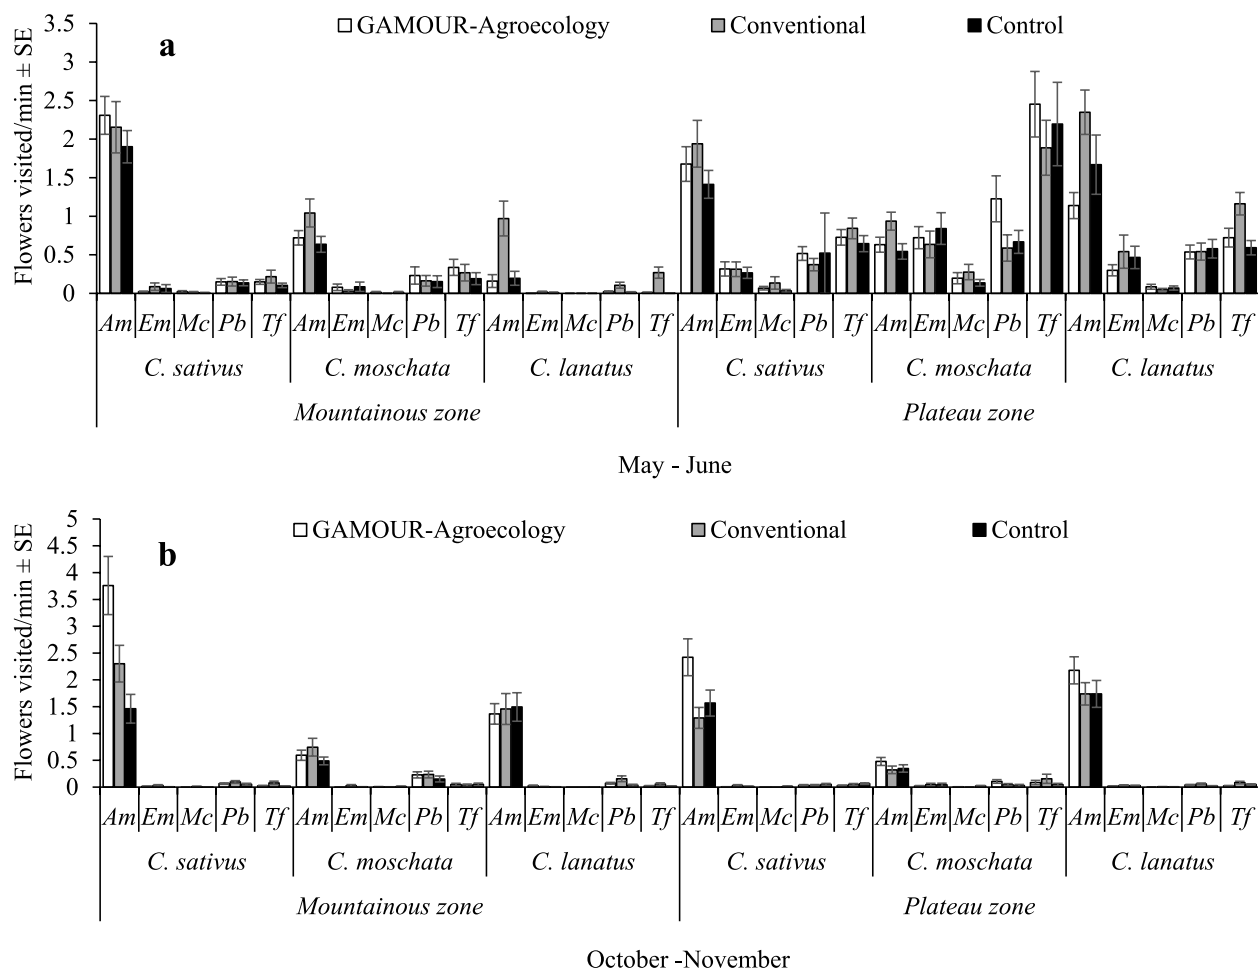 a
GAMOUR-Agroecology Conventional Control
Flowers visited/min ± SE
3.5
3
2.5
2
1.5
1
0.5
0
Am Em Mc Pb Tf Am Em Mc Pb Tf Am Em Mc Pb Tf Am Em Mc Pb Tf Am Em Mc Pb Tf Am Em Mc Pb Tf
C. sativus C. moschata C. lanatus C. sativus C. moschata C. lanatus
Mountainous zone Plateau zone
May - June
b
GAMOUR-Agroecology Conventional Control
Flowers visited/min ± SE
5
4.5
4
3.5
3
2.5
2
1.5
1
0.5
0
Am Em Mc Pb Tf Am Em Mc Pb Tf Am Em Mc Pb Tf Am Em Mc Pb Tf Am Em Mc Pb Tf Am Em Mc Pb Tf
C. sativus C. moschata C. lanatus C. sativus C. moschata C. lanatus
Mountainous zone Plateau zone
October -November